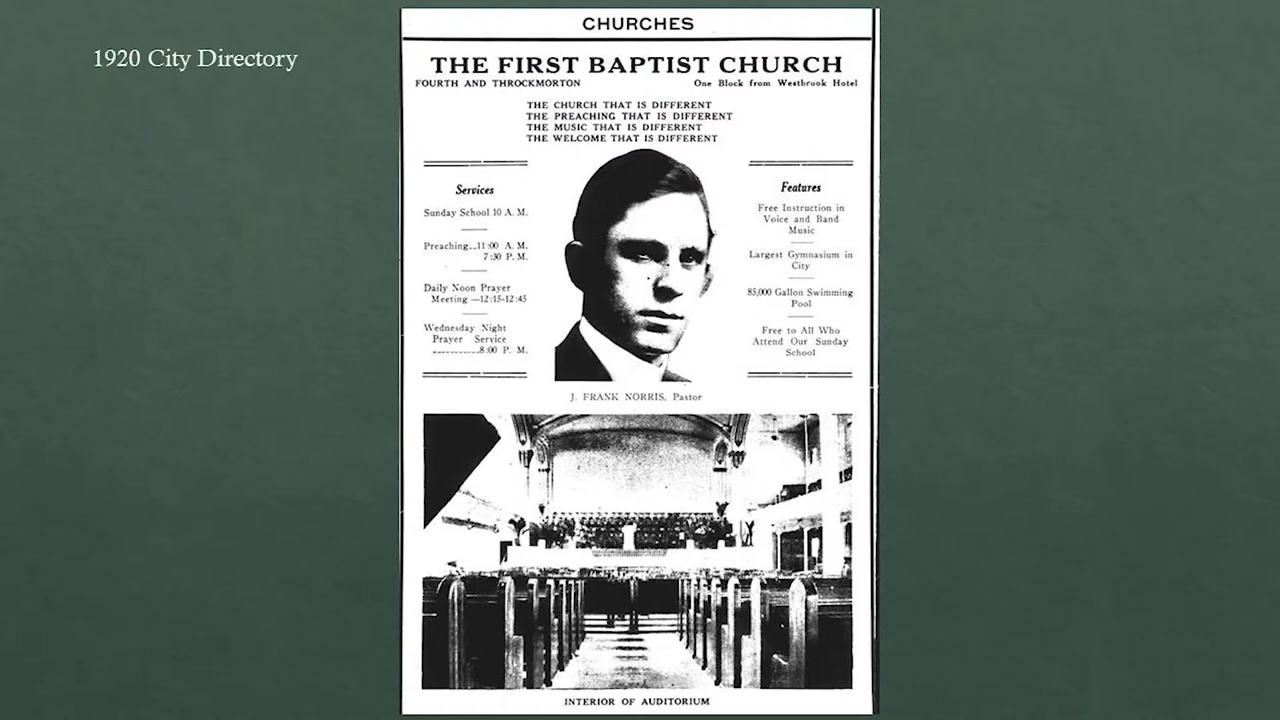 1920 City Directory
CHURCHES
THE FIRST BAPTIST CHURCH
FOURTH AND THROCKMORTON
One Block from Westbrook Hotel
THE CHURCH THAT IS DIFFERENT
THE PREACHING THAT IS DIFFERENT
THE MUSIC THAT IS DIFFERENT
THE WELCOME THAT IS DIFFERENT
Services
Sunday School 10 A. M.
Preaching...11:00 A. M.
7:30 P. M.
Daily Noon Prayer
Meeting —12:15-12:45
Wednesday Night
Prayer Service
............8:00 P. M.
Features
Free Instruction in
Voice and Band
Music
Largest Gymnasium in
City
85,000 Gallon Swimming
Pool
Free to All Who
Attend Our Sunday
School
J. FRANK NORRIS, Pastor
INTERIOR OF AUDITORIUM